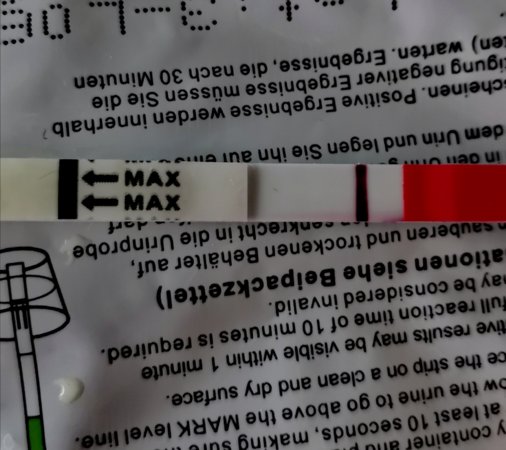 MAX
MAX
container and
at least 10 seconds, making sure
the urine to go above the MARK level line.
the strip on a clean and dry surface.
results may be visible within 1 minute
full reaction time of 10 minutes is required.
may be considered invalid.
ationen siehe Beipackzettel)
sauberen und trockenen Behälter auf,
senkrecht in die Urinprobe
dem Urin und legen Sie ihn auf
scheinen. Positive Ergebnisse werden innerhalb
tigung negativer Ergebnisse müssen Sie die
ten) warten. Ergebnisse, die nach 30 Minuten